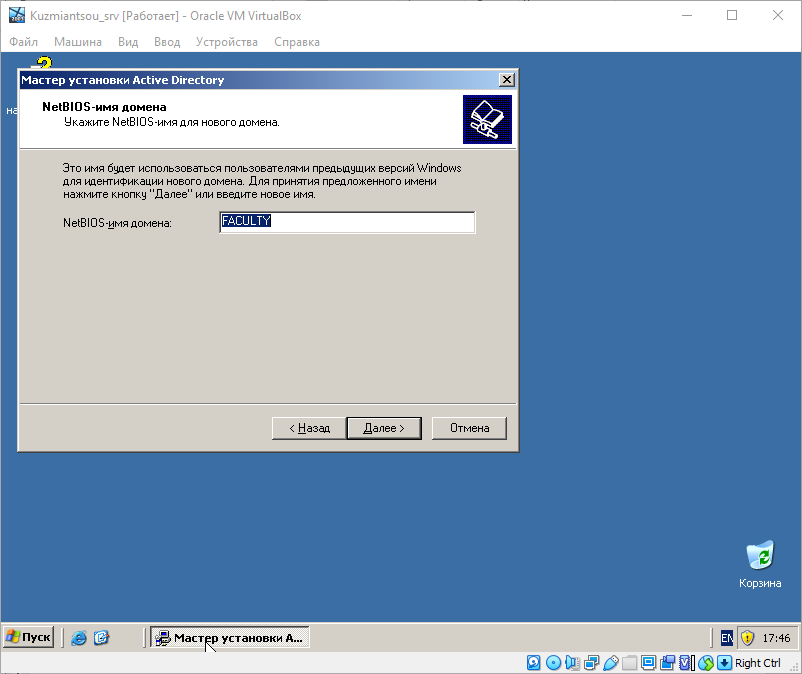 Kuzmiantsou_srv [Работает] - Oracle VM VirtualBox
Файл Машина Вид Ввод Устройства Справка
Мастер установки Active Directory
NetBIOS-имя домена
Укажите NetBIOS-имя для нового домена.
Это имя будет использоваться пользователями предыдущих версий Windows
для идентификации нового домена. Для принятия предложенного имени
нажмите кнопку "Далее" или введите новое имя.
NetBIOS-имя домена: FACULTY
< Назад Далее > Отмена
Корзина
Пуск Мастер установки A... EN 17:46
Right Ctrl